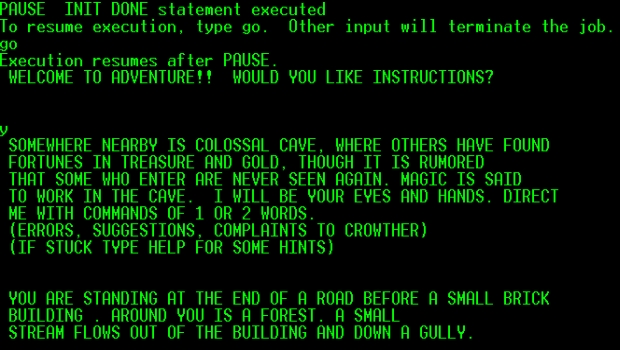 PAUSE  INIT DONE statement executed
To resume execution, type go.  Other input will terminate the job.
go
Execution resumes after PAUSE.
WELCOME TO ADVENTURE!!  WOULD YOU LIKE INSTRUCTIONS?
y
SOMEWHERE NEARBY IS COLOSSAL CAVE, WHERE OTHERS HAVE FOUND
FORTUNES IN TREASURE AND GOLD, THOUGH IT IS RUMORED
THAT SOME WHO ENTER ARE NEVER SEEN AGAIN. MAGIC IS SAID
TO WORK IN THE CAVE.  I WILL BE YOUR EYES AND HANDS. DIRECT
ME WITH COMMANDS OF 1 OR 2 WORDS.
(ERRORS, SUGGESTIONS, COMPLAINTS TO CROWTHER)
(IF STUCK TYPE HELP FOR SOME HINTS)
YOU ARE STANDING AT THE END OF A ROAD BEFORE A SMALL BRICK
BUILDING . AROUND YOU IS A FOREST. A SMALL
STREAM FLOWS OUT OF THE BUILDING AND DOWN A GULLY.